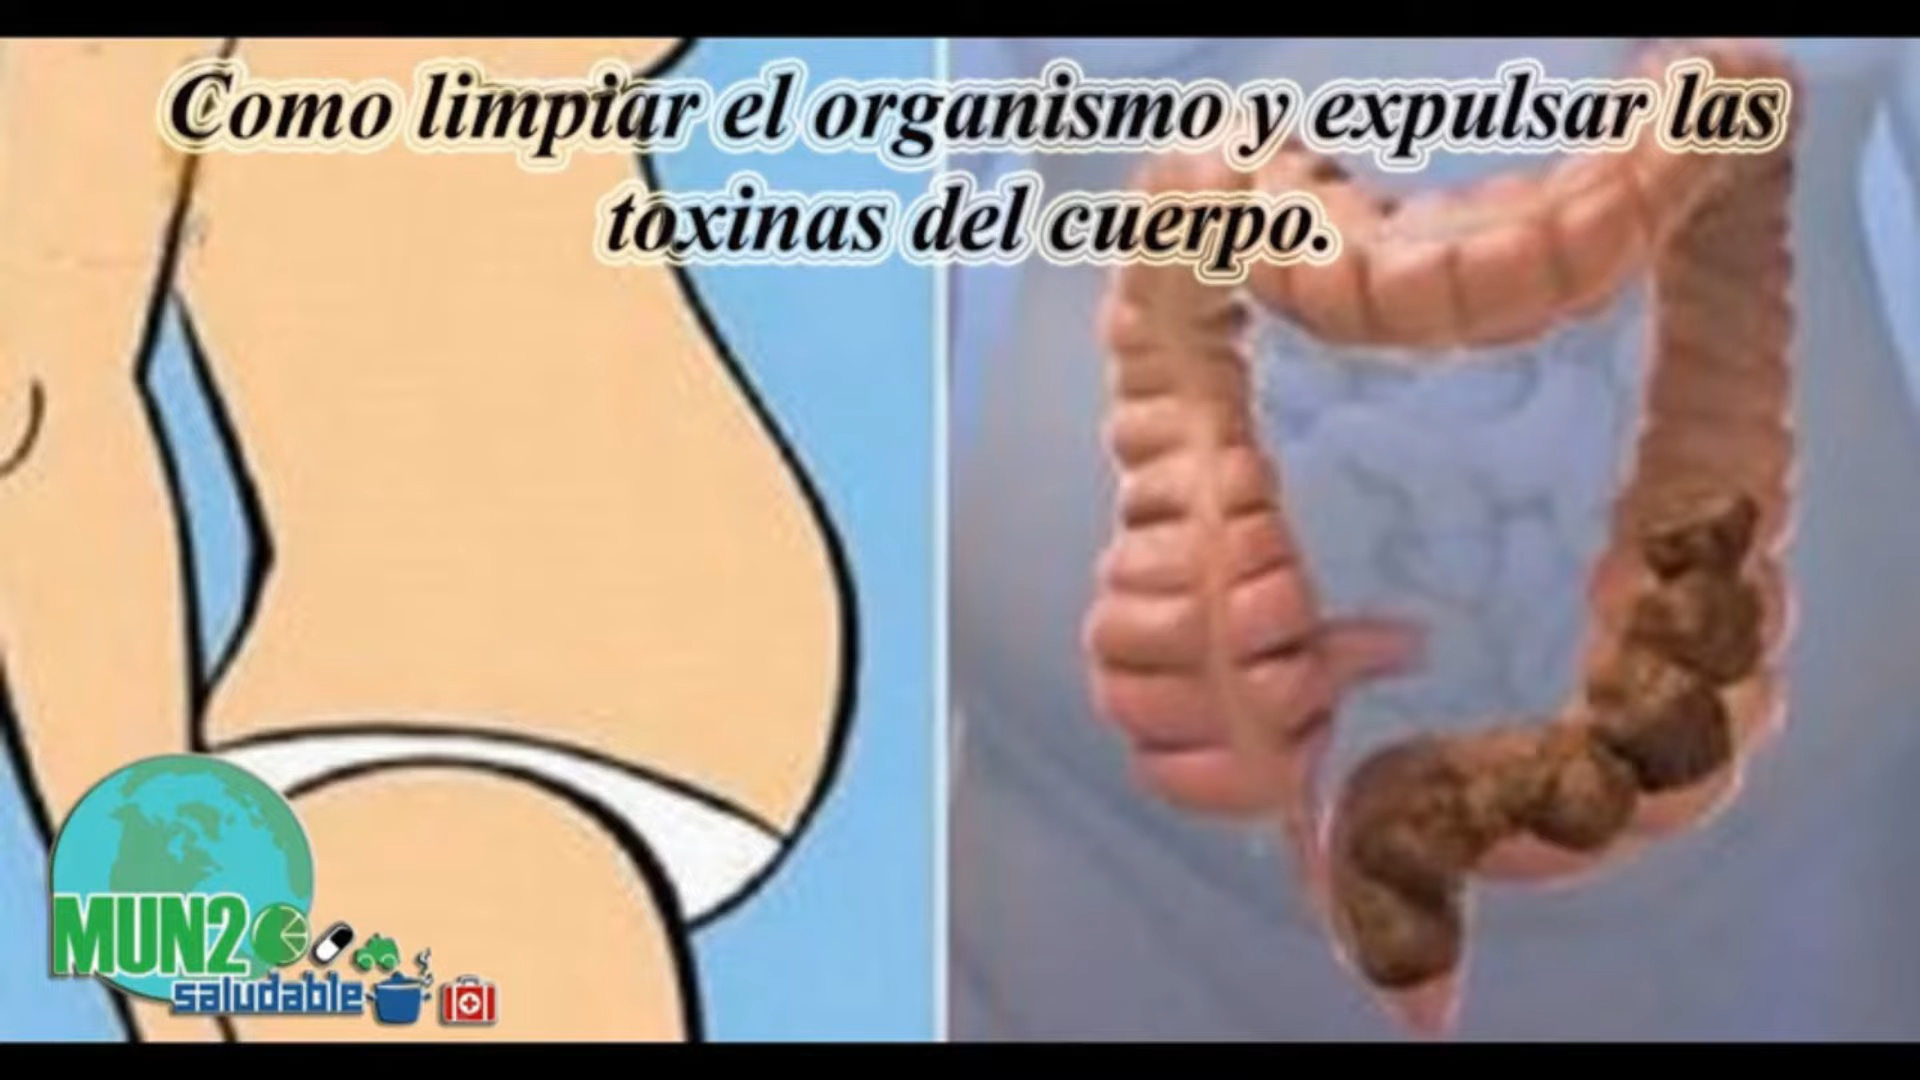 Como limpiar el organismo y expulsar las
toxinas del cuerpo.
MUN2
saludable